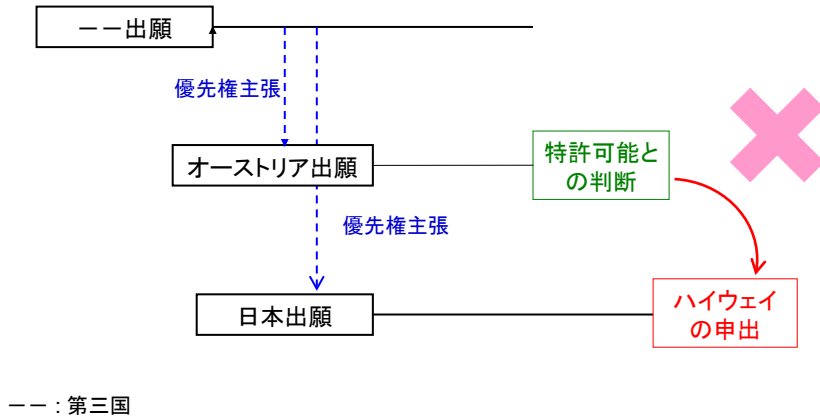 ーー出願
優先権主張
オーストリア出願
特許可能と
の判断
優先権主張
日本出願
ハイウェイ
の申出
ーー : 第三国